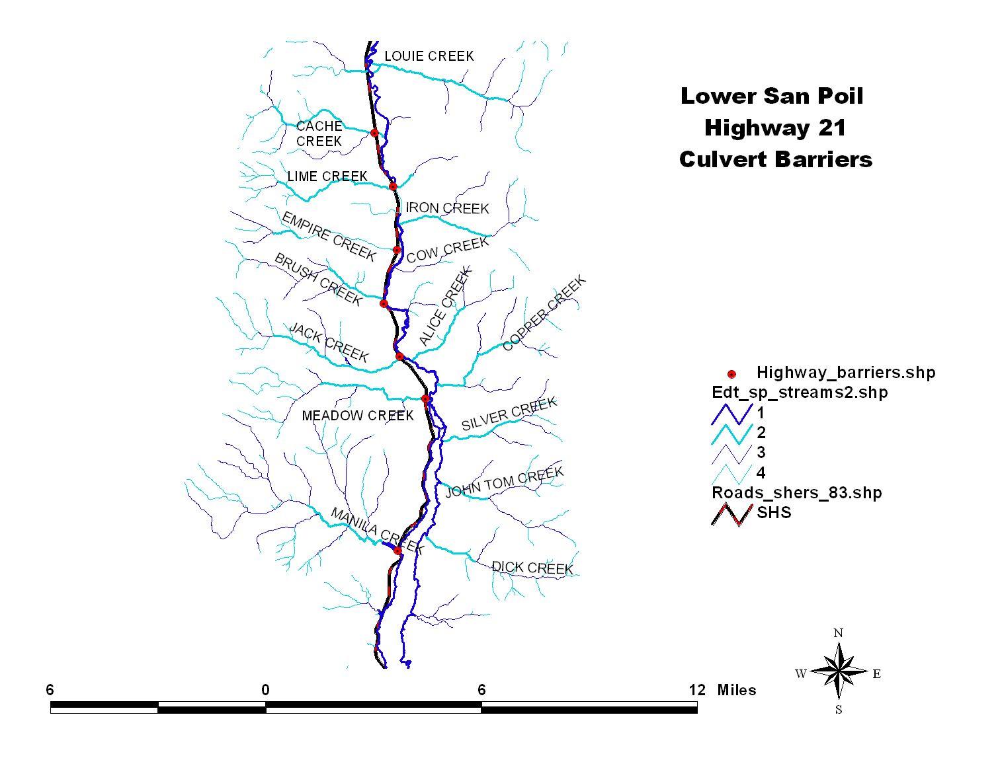 LOUIE CREEK
Lower San Poil
Highway 21
Culvert Barriers
CACHE
CREEK
LIME CREEK
IRON CREEK
EMPIRE CREEK
COW CREEK
BRUSH CREEK
ALICE CREEK
COPPER CREEK
JACK CREEK
MEADOW CREEK
SILVER CREEK
JOHN TOM CREEK
MANILA CREEK
DICK CREEK
Highway_barriers.shp
Edt_sp_streams2.shp
1
2
3
4
Roads_shers_83.shp
SHS
N
W E
S
6 0 6 12 Miles